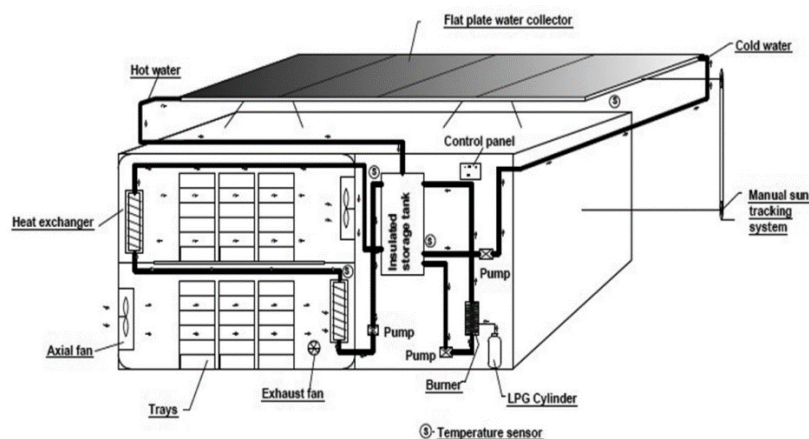 Flat plate water collector
Cold water
Hot water
S
Control panel
S
Heat exchanger
Insulated
storage tank
Manual sun
tracking
system
S
Pump
S
Pump
Axial fan
Pump
Exhaust fan
Burner
LPG Cylinder
Trays
S - Temperature sensor